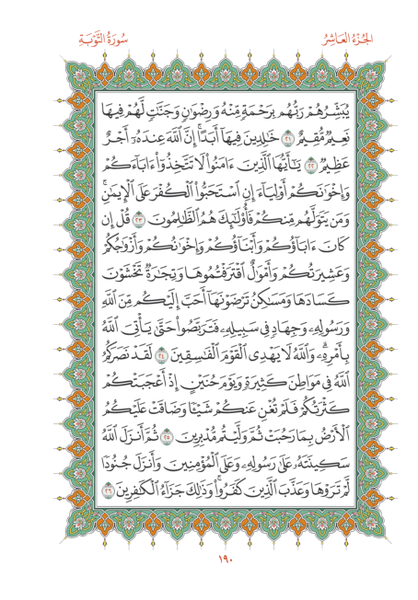 الجُزْءُ العَاشِرُ
سُورَةُ التَّوْبَةِ
يُبَشِّرُهُمْ رَبُّهُم بِرَحْمَةٍ مِّنْهُ وَرِضْوَٰنٍ وَجَنَّٰتٍ لَّهُمْ فِيهَا
نَعِيمٌ مُّقِيمٌ ٢١ خَٰلِدِينَ فِيهَآ أَبَدًا إِنَّ ٱللَّهَ عِندَهُۥٓ أَجْرٌ
عَظِيمٌ ٢٢ يَٰٓأَيُّهَا ٱلَّذِينَ ءَامَنُوا۟ لَا تَتَّخِذُوٓا۟ ءَابَآءَكُمْ
وَإِخْوَٰنَكُمْ أَوْلِيَآءَ إِنِ ٱسْتَحَبُّوا۟ ٱلْكُفْرَ عَلَى ٱلْإِيمَٰنِ
وَمَن يَتَوَلَّهُم مِّنكُمْ فَأُو۟لَٰٓئِكَ هُمُ ٱلظَّٰلِمُونَ ٢٣ قُلْ إِن
كَانَ ءَابَآؤُكُمْ وَأَبْنَآؤُكُمْ وَإِخْوَٰنُكُمْ وَأَزْوَٰجُكُمْ
وَعَشِيرَتُكُمْ وَأَمْوَٰلٌ ٱقْتَرَفْتُمُوهَا وَتِجَٰرَةٌ تَخْشَوْنَ
كَسَادَهَا وَمَسَٰكِنُ تَرْضَوْنَهَآ أَحَبَّ إِلَيْكُم مِّنَ ٱللَّهِ
وَرَسُولِهِۦ وَجِهَادٍ فِى سَبِيلِهِۦ فَتَرَبَّصُوا۟ حَتَّىٰ يَأْتِىَ ٱللَّهُ
بِأَمْرِهِۦ وَٱللَّهُ لَا يَهْدِى ٱلْقَوْمَ ٱلْفَٰسِقِينَ ٢٤ لَقَدْ نَصَرَكُمُ
ٱللَّهُ فِى مَوَاطِنَ كَثِيرَةٍ وَيَوْمَ حُنَيْنٍ إِذْ أَعْجَبَتْكُمْ
كَثْرَتُكُمْ فَلَمْ تُغْنِ عَنكُمْ شَيْـًٔا وَضَاقَتْ عَلَيْكُمُ
ٱلْأَرْضُ بِمَا رَحُبَتْ ثُمَّ وَلَّيْتُم مُّدْبِرِينَ ٢٥ ثُمَّ أَنزَلَ ٱللَّهُ
سَكِينَتَهُۥ عَلَىٰ رَسُولِهِۦ وَعَلَى ٱلْمُؤْمِنِينَ وَأَنزَلَ جُنُودًا
لَّمْ تَرَوْهَا وَعَذَّبَ ٱلَّذِينَ كَفَرُوا۟ وَذَٰلِكَ جَزَآءُ ٱلْكَٰفِرِينَ ٢٦
١٩٠